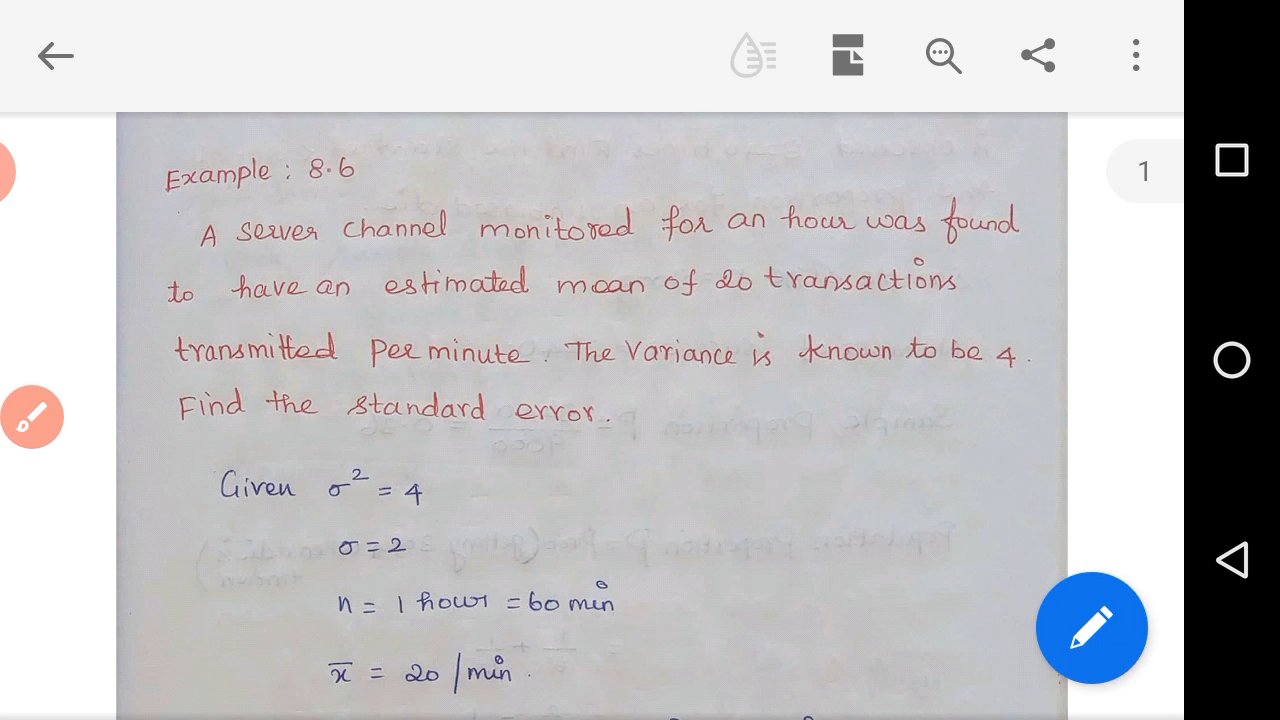 1
Example : 8.6
A server channel monitored for an hour was found
to have an estimated mean of 20 transactions
transmitted per minute. The variance is known to be 4.
Find the standard error.
Given σ² = 4
σ = 2
n = 1 hour = 60 min
x̅ = 20 / min.